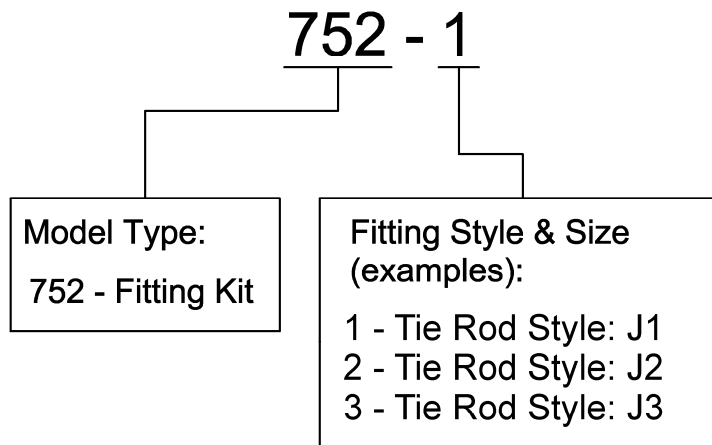 752 - 1
Model Type:
752 - Fitting Kit
Fitting Style & Size
(examples):
1 - Tie Rod Style: J1
2 - Tie Rod Style: J2
3 - Tie Rod Style: J3